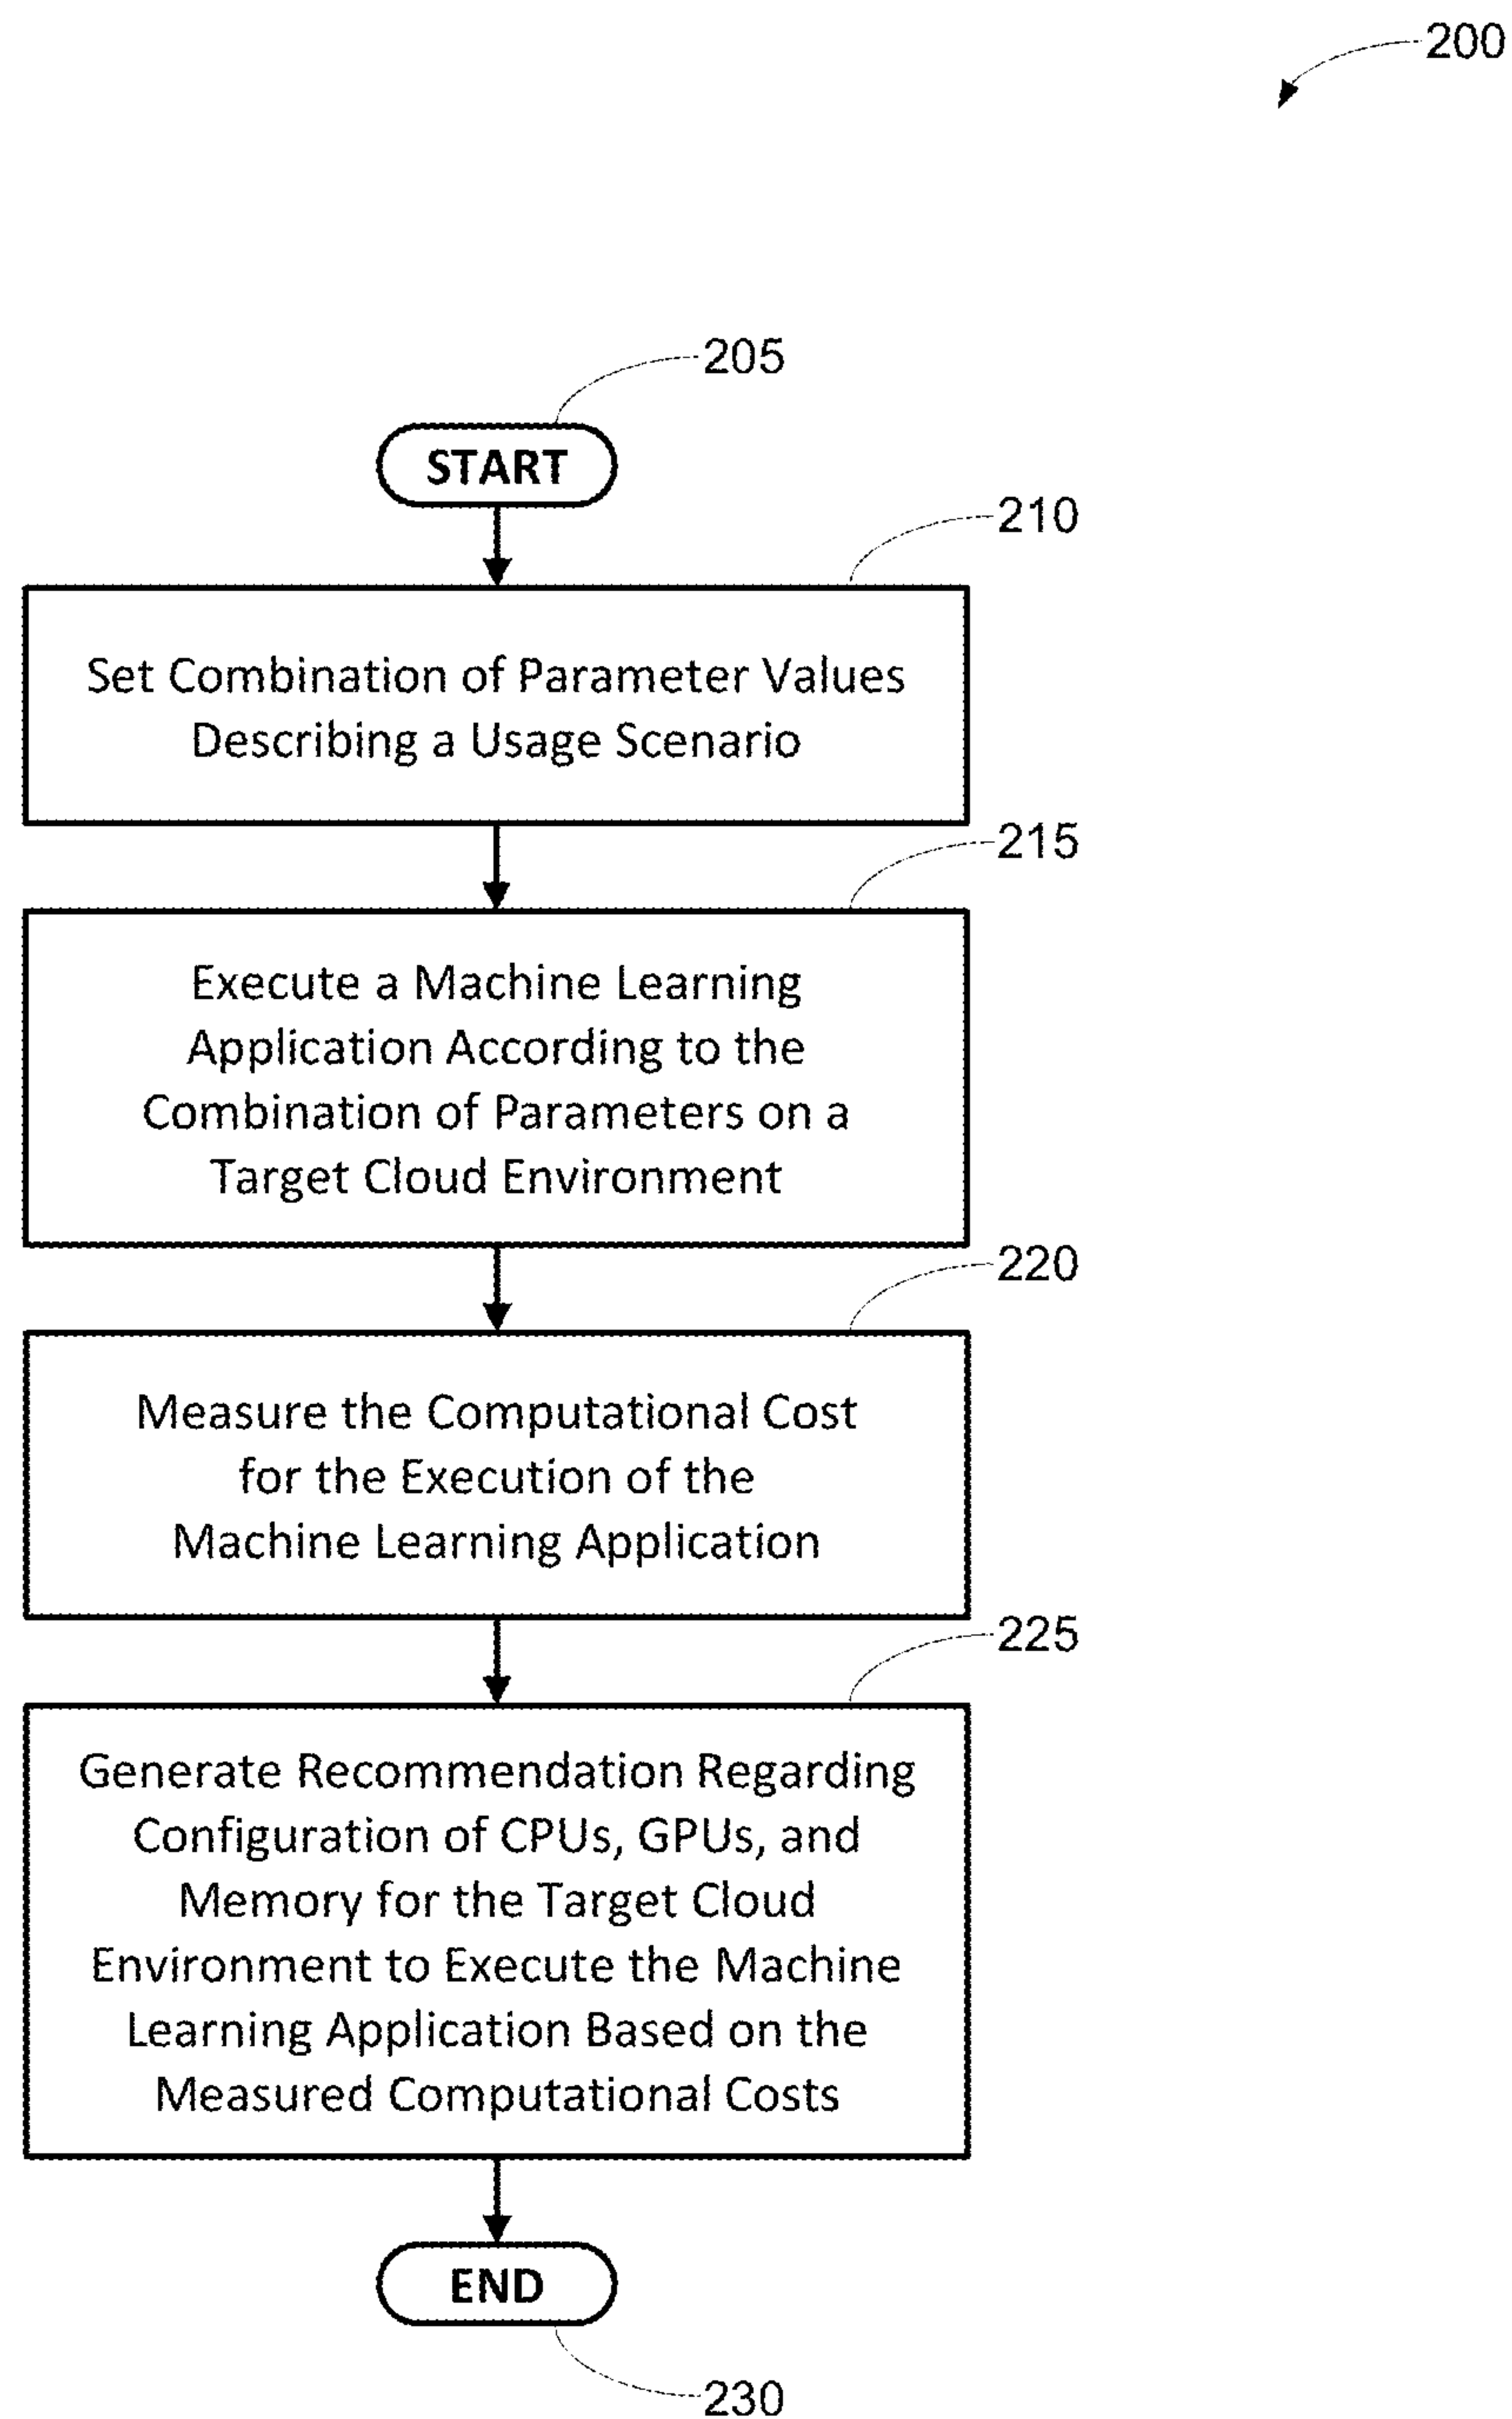 200
205
START
210
Set Combination of Parameter Values
Describing a Usage Scenario
215
Execute a Machine Learning
Application According to the
Combination of Parameters on a
Target Cloud Environment
220
Measure the Computational Cost
for the Execution of the
Machine Learning Application
225
Generate Recommendation Regarding
Configuration of CPUs, GPUs, and
Memory for the Target Cloud
Environment to Execute the Machine
Learning Application Based on the
Measured Computational Costs
END
230